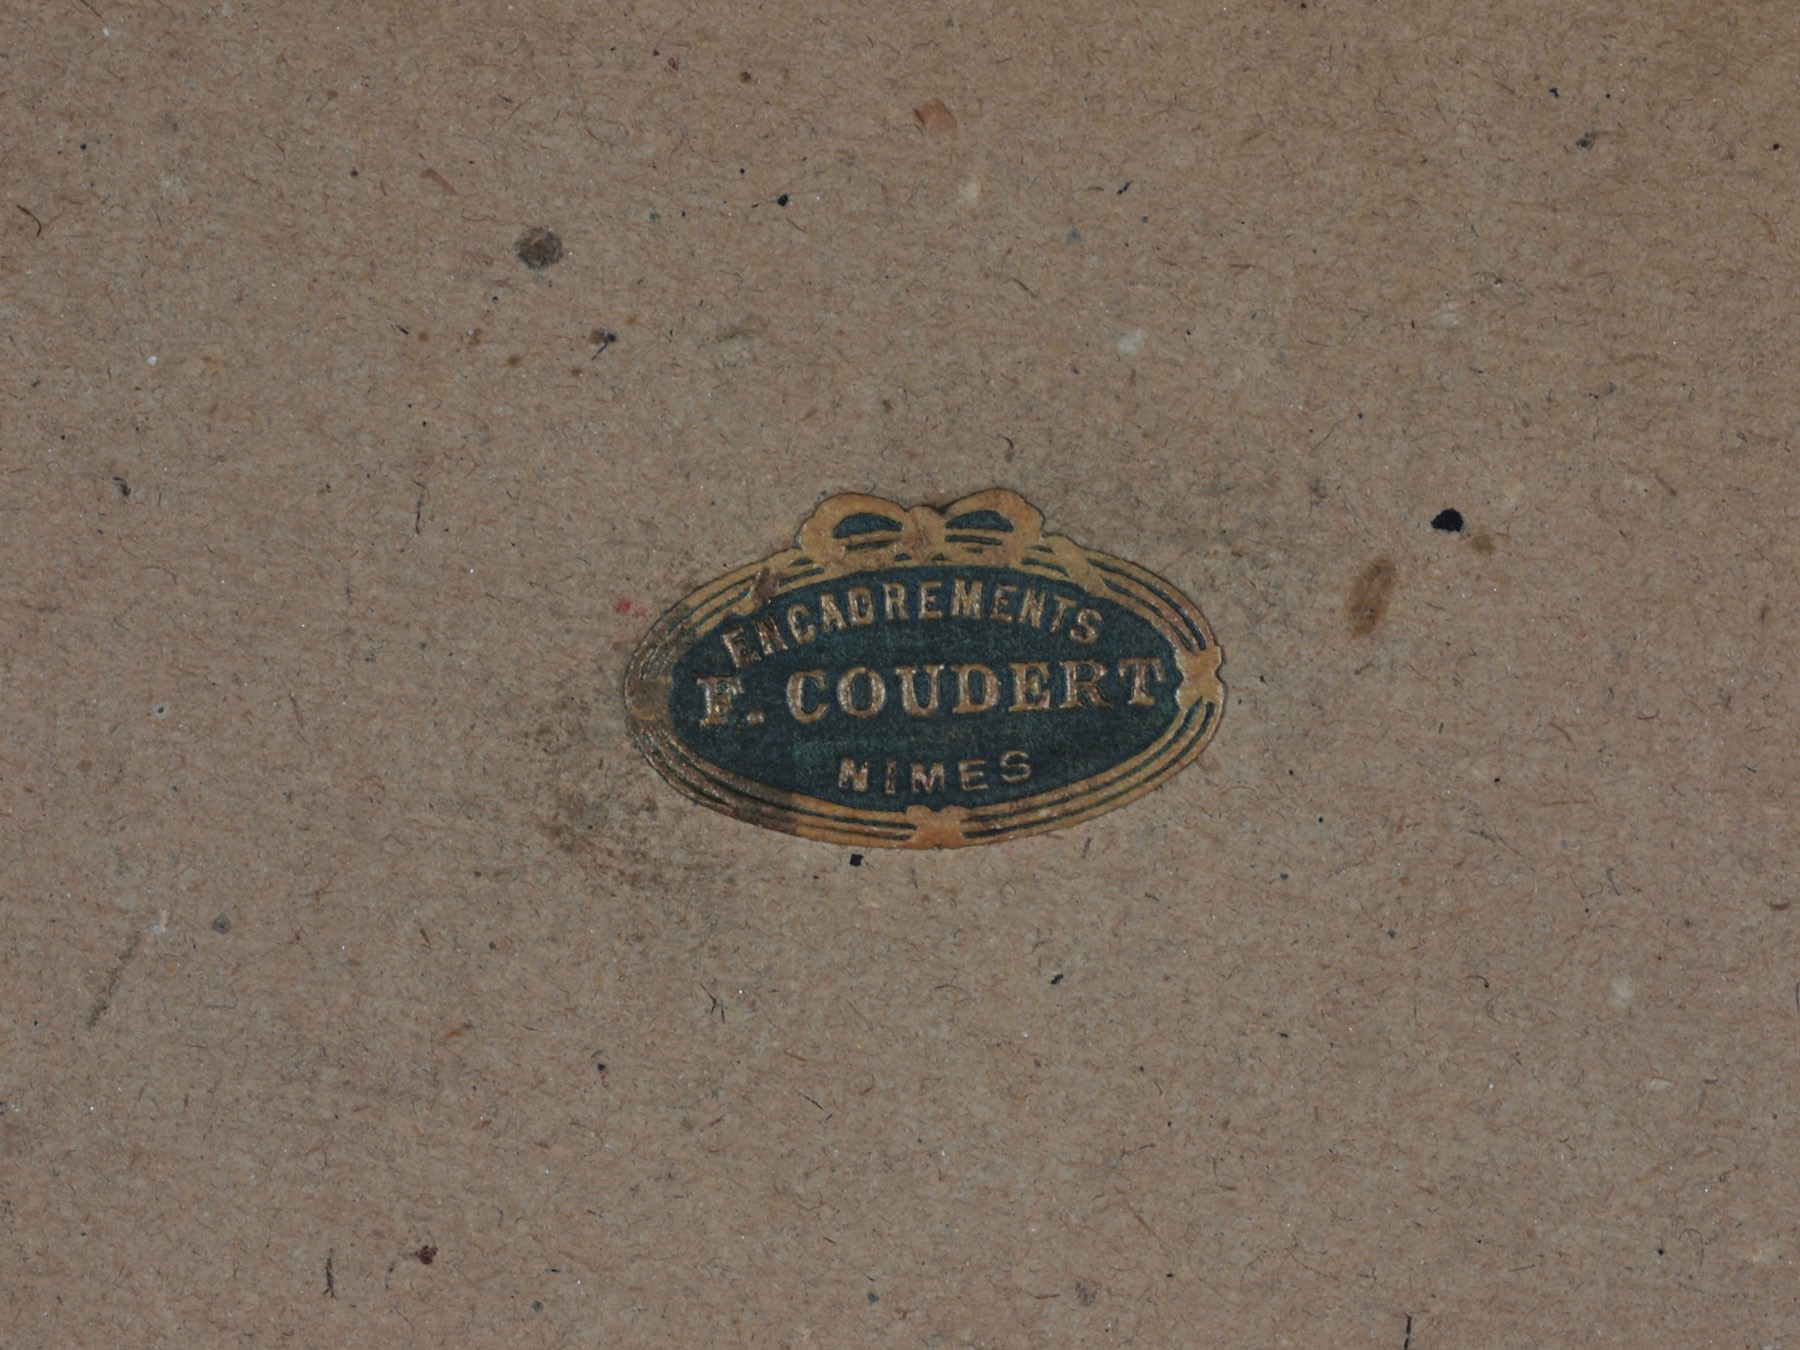 ENCADREMENTS
F. COUDERT
NIMES